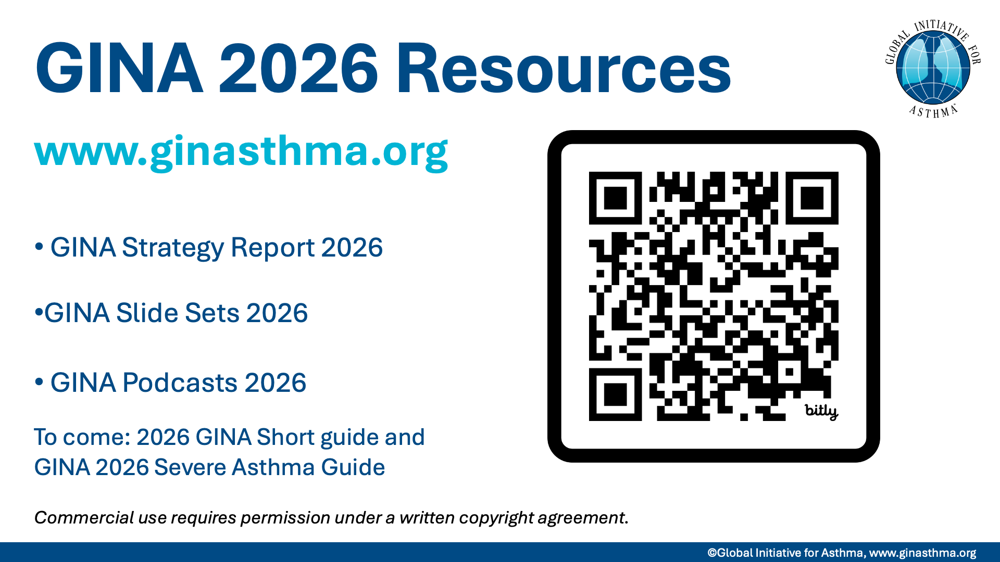 GINA 2026 Resources
GLOBAL INITIATIVE FOR
ASTHMA
www.ginasthma.org
• GINA Strategy Report 2026
•GINA Slide Sets 2026
• GINA Podcasts 2026
bitly
To come: 2026 GINA Short guide and
GINA 2026 Severe Asthma Guide
Commercial use requires permission under a written copyright agreement.
©Global Initiative for Asthma, www.ginasthma.org